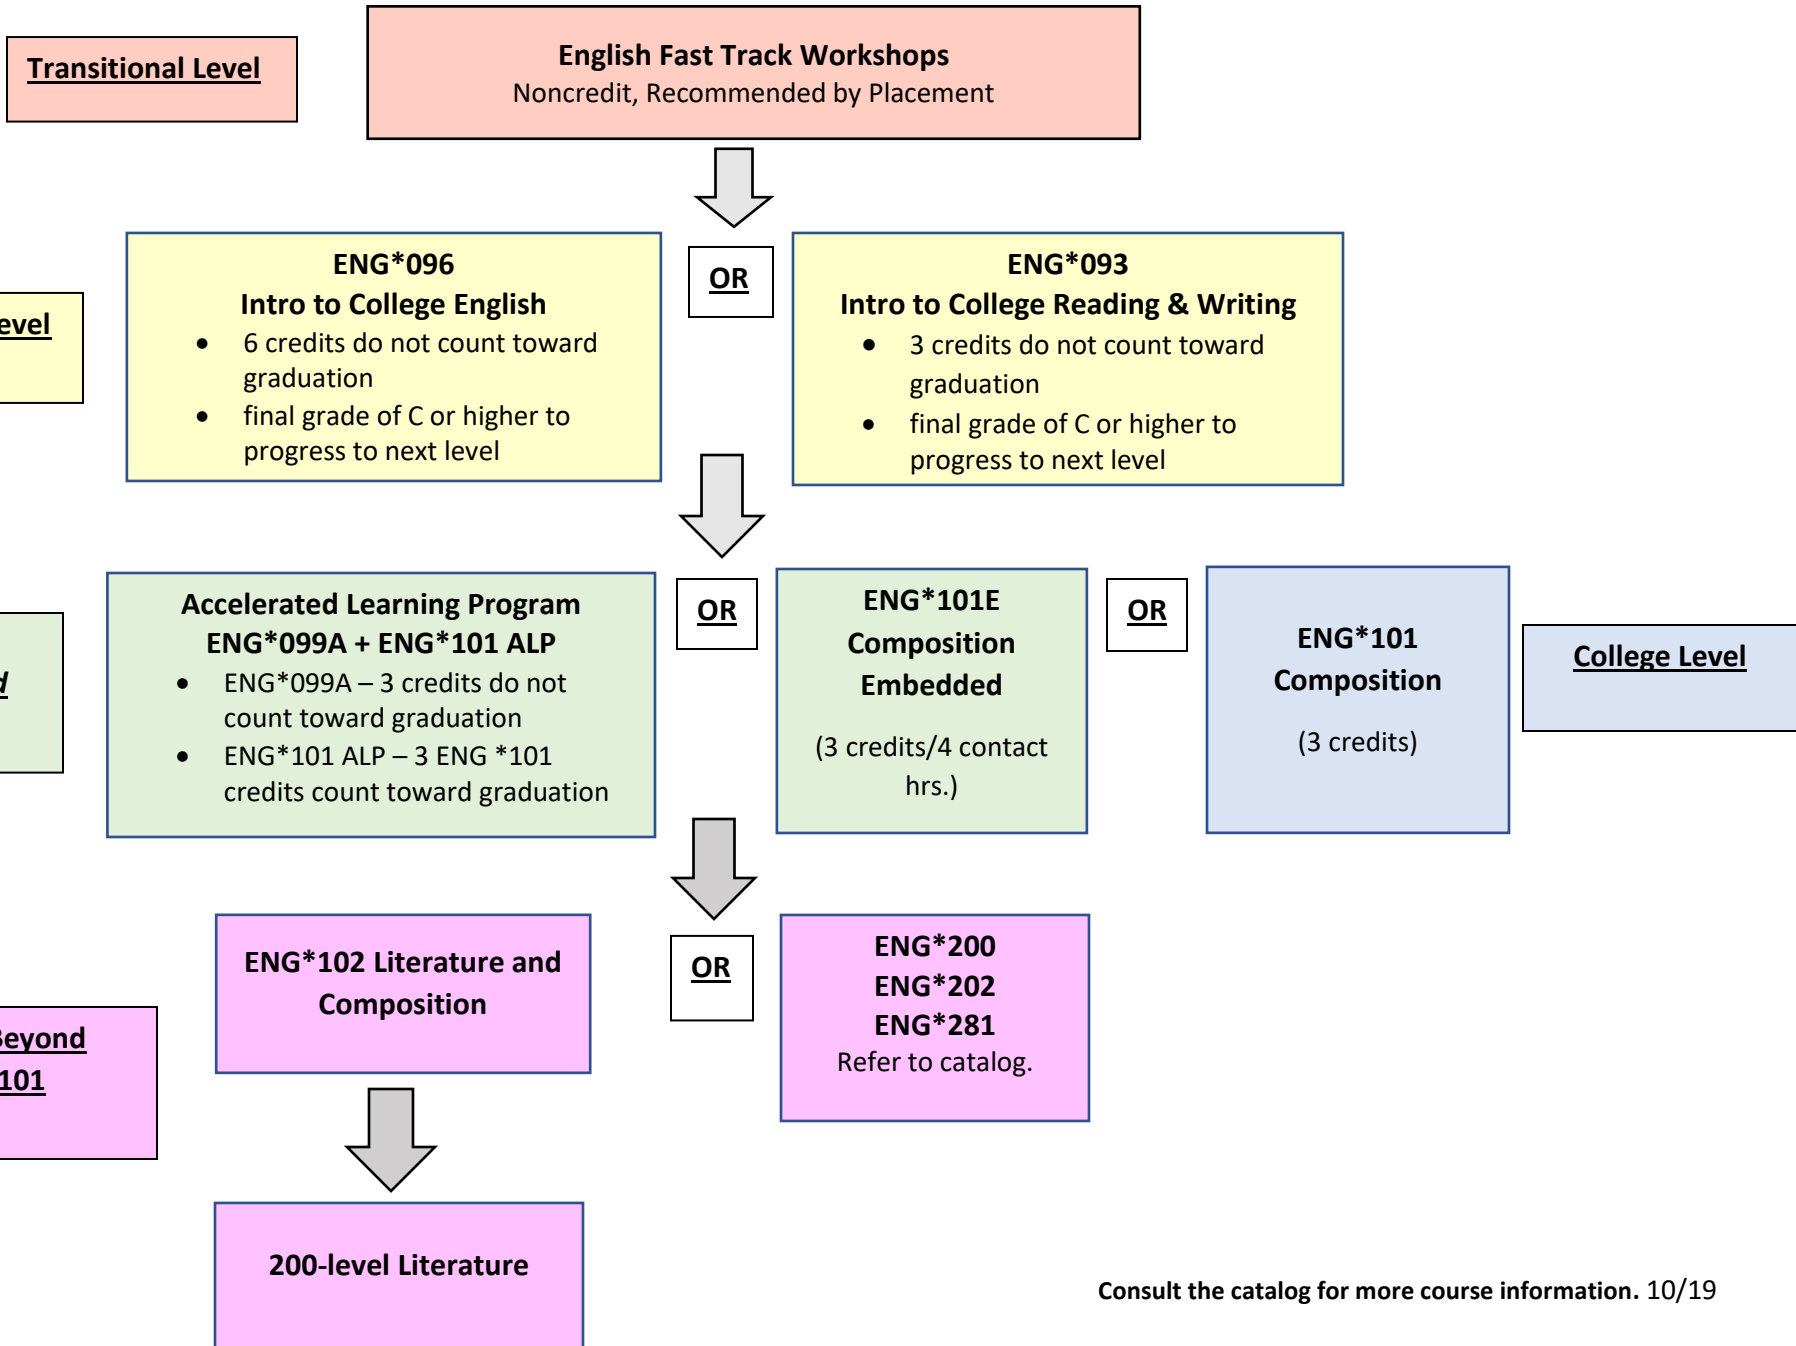 Transitional Level
English Fast Track Workshops
Noncredit, Recommended by Placement
ENG*096
Intro to College English
• 6 credits do not count toward
graduation
• final grade of C or higher to
progress to next level
OR
ENG*093
Intro to College Reading & Writing
• 3 credits do not count toward
graduation
• final grade of C or higher to
progress to next level
Accelerated Learning Program
ENG*099A + ENG*101 ALP
• ENG*099A – 3 credits do not
count toward graduation
• ENG*101 ALP – 3 ENG *101
credits count toward graduation
OR
ENG*101E
Composition
Embedded
(3 credits/4 contact
hrs.)
OR
ENG*101
Composition
(3 credits)
College Level
Beyond
101
ENG*102 Literature and
Composition
OR
ENG*200
ENG*202
ENG*281
Refer to catalog.
200-level Literature
Consult the catalog for more course information. 10/19